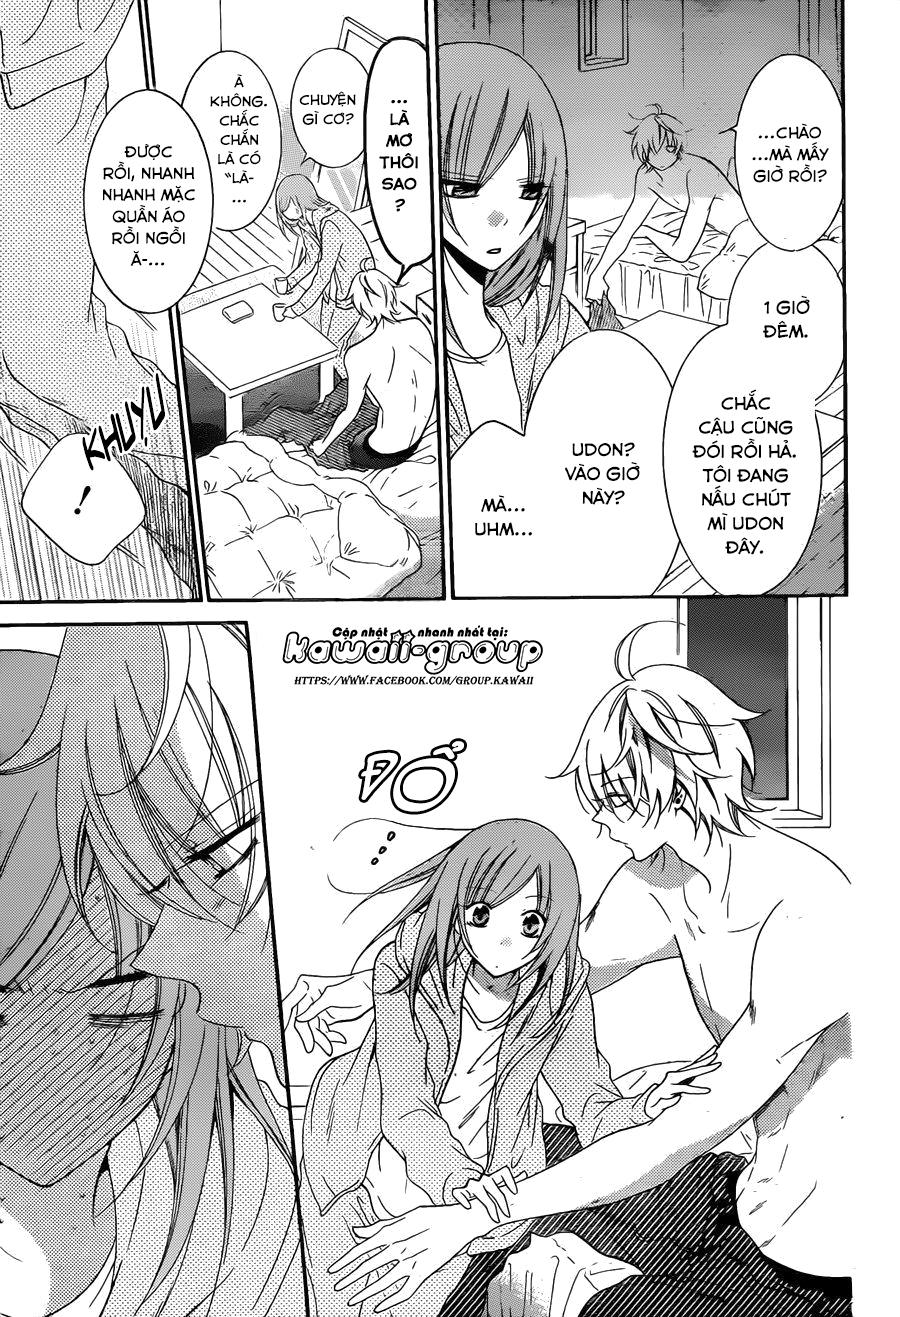 ...CHÀO
...MÀ MẤY
GIỜ RỒI?
1 GIỜ
ĐÊM.
CHẮC
CẬU CŨNG
ĐÓI RỒI HẢ.
TÔI ĐANG
NẤU CHÚT
MÌ UDON
ĐÂY.
UDON?
VÀO GIỜ
NÀY?
MÀ...
UHM...
...
LÀ
MƠ
THÔI
SAO
?
CHUYỆN
GÌ CƠ?
À
KHÔNG.
CHẮC
CHẮN
LÀ CÓ
"LÀ-
...
ĐƯỢC
RỒI, NHANH
NHANH MẶC
QUẦN ÁO
RỒI NGỒI
Ă-...
KHUỴU
!
Cập nhật nhanh nhất tại:
kawaii-group
HTTPS://WWW.FACEBOOK.COM/GROUP.KAWAII
ĐỔ
...